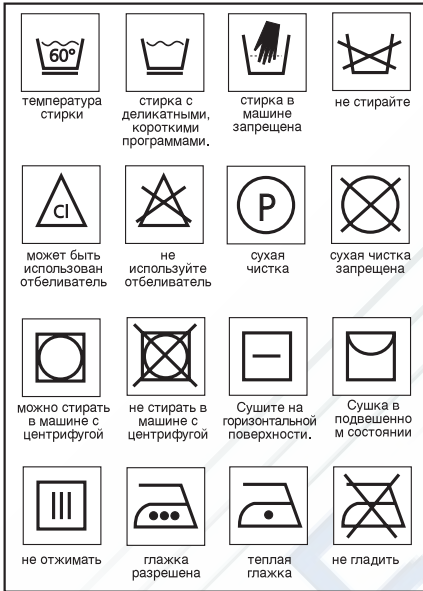 60°
температура
стирки
стирка с
деликатными,
короткими
программами.
стирка в
машине
запрещена
не стирайте
Cl
может быть
использован
отбеливатель
не
используйте
отбеливатель
P
сухая
чистка
сухая чистка
запрещена
можно стирать
в машине с
центрифугой
не стирать в
машине с
центрифугой
Сушите на
горизонтальной
поверхности.
Сушка в
подвешенно
м состоянии
не отжимать
глажка
разрешена
теплая
глажка
не гладить